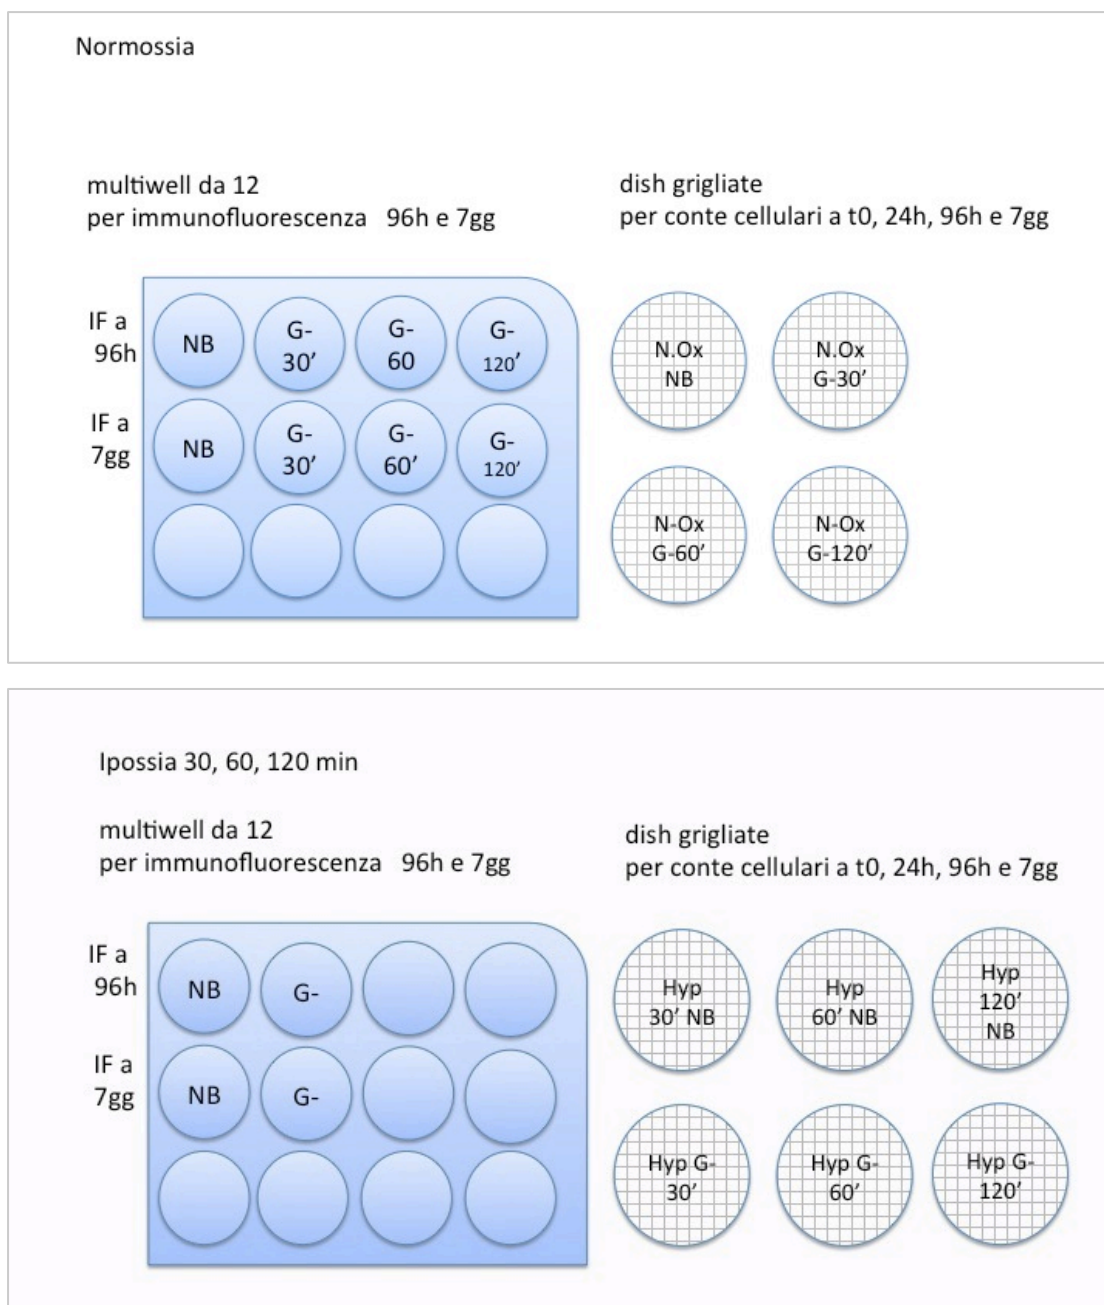 Normossia
multiwell da 12
per immunofluorescenza 96h e 7gg
dish grigliate
per conte cellulari a t0, 24h, 96h e 7gg
IF a
96h
NB
G-
30’
G-
60
G-
120’
IF a
7gg
NB
G-
30’
G-
60’
G-
120’
N.Ox
NB
N.Ox
G-30’
N-Ox
G-60’
N-Ox
G-120’
Ipossia 30, 60, 120 min
multiwell da 12
per immunofluorescenza 96h e 7gg
dish grigliate
per conte cellulari a t0, 24h, 96h e 7gg
IF a
96h
NB
G-
IF a
7gg
NB
G-
Hyp
30’ NB
Hyp
60’ NB
Hyp
120’
NB
Hyp G-
30’
Hyp G-
60’
Hyp G-
120’